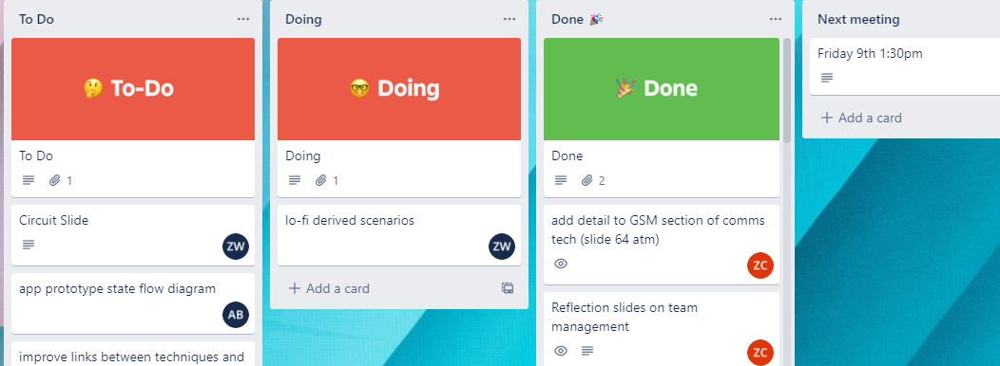 To Do
To-Do
To Do
1
Circuit Slide
ZW
app prototype state flow diagram
AB
improve links between techniques and
Doing
Doing
Doing
1
lo-fi derived scenarios
ZW
Add a card
Done
Done
Done
2
add detail to GSM section of comms
tech (slide 64 atm)
ZC
Reflection slides on team
management
ZC
Next meeting
Friday 9th 1:30pm
Add a card